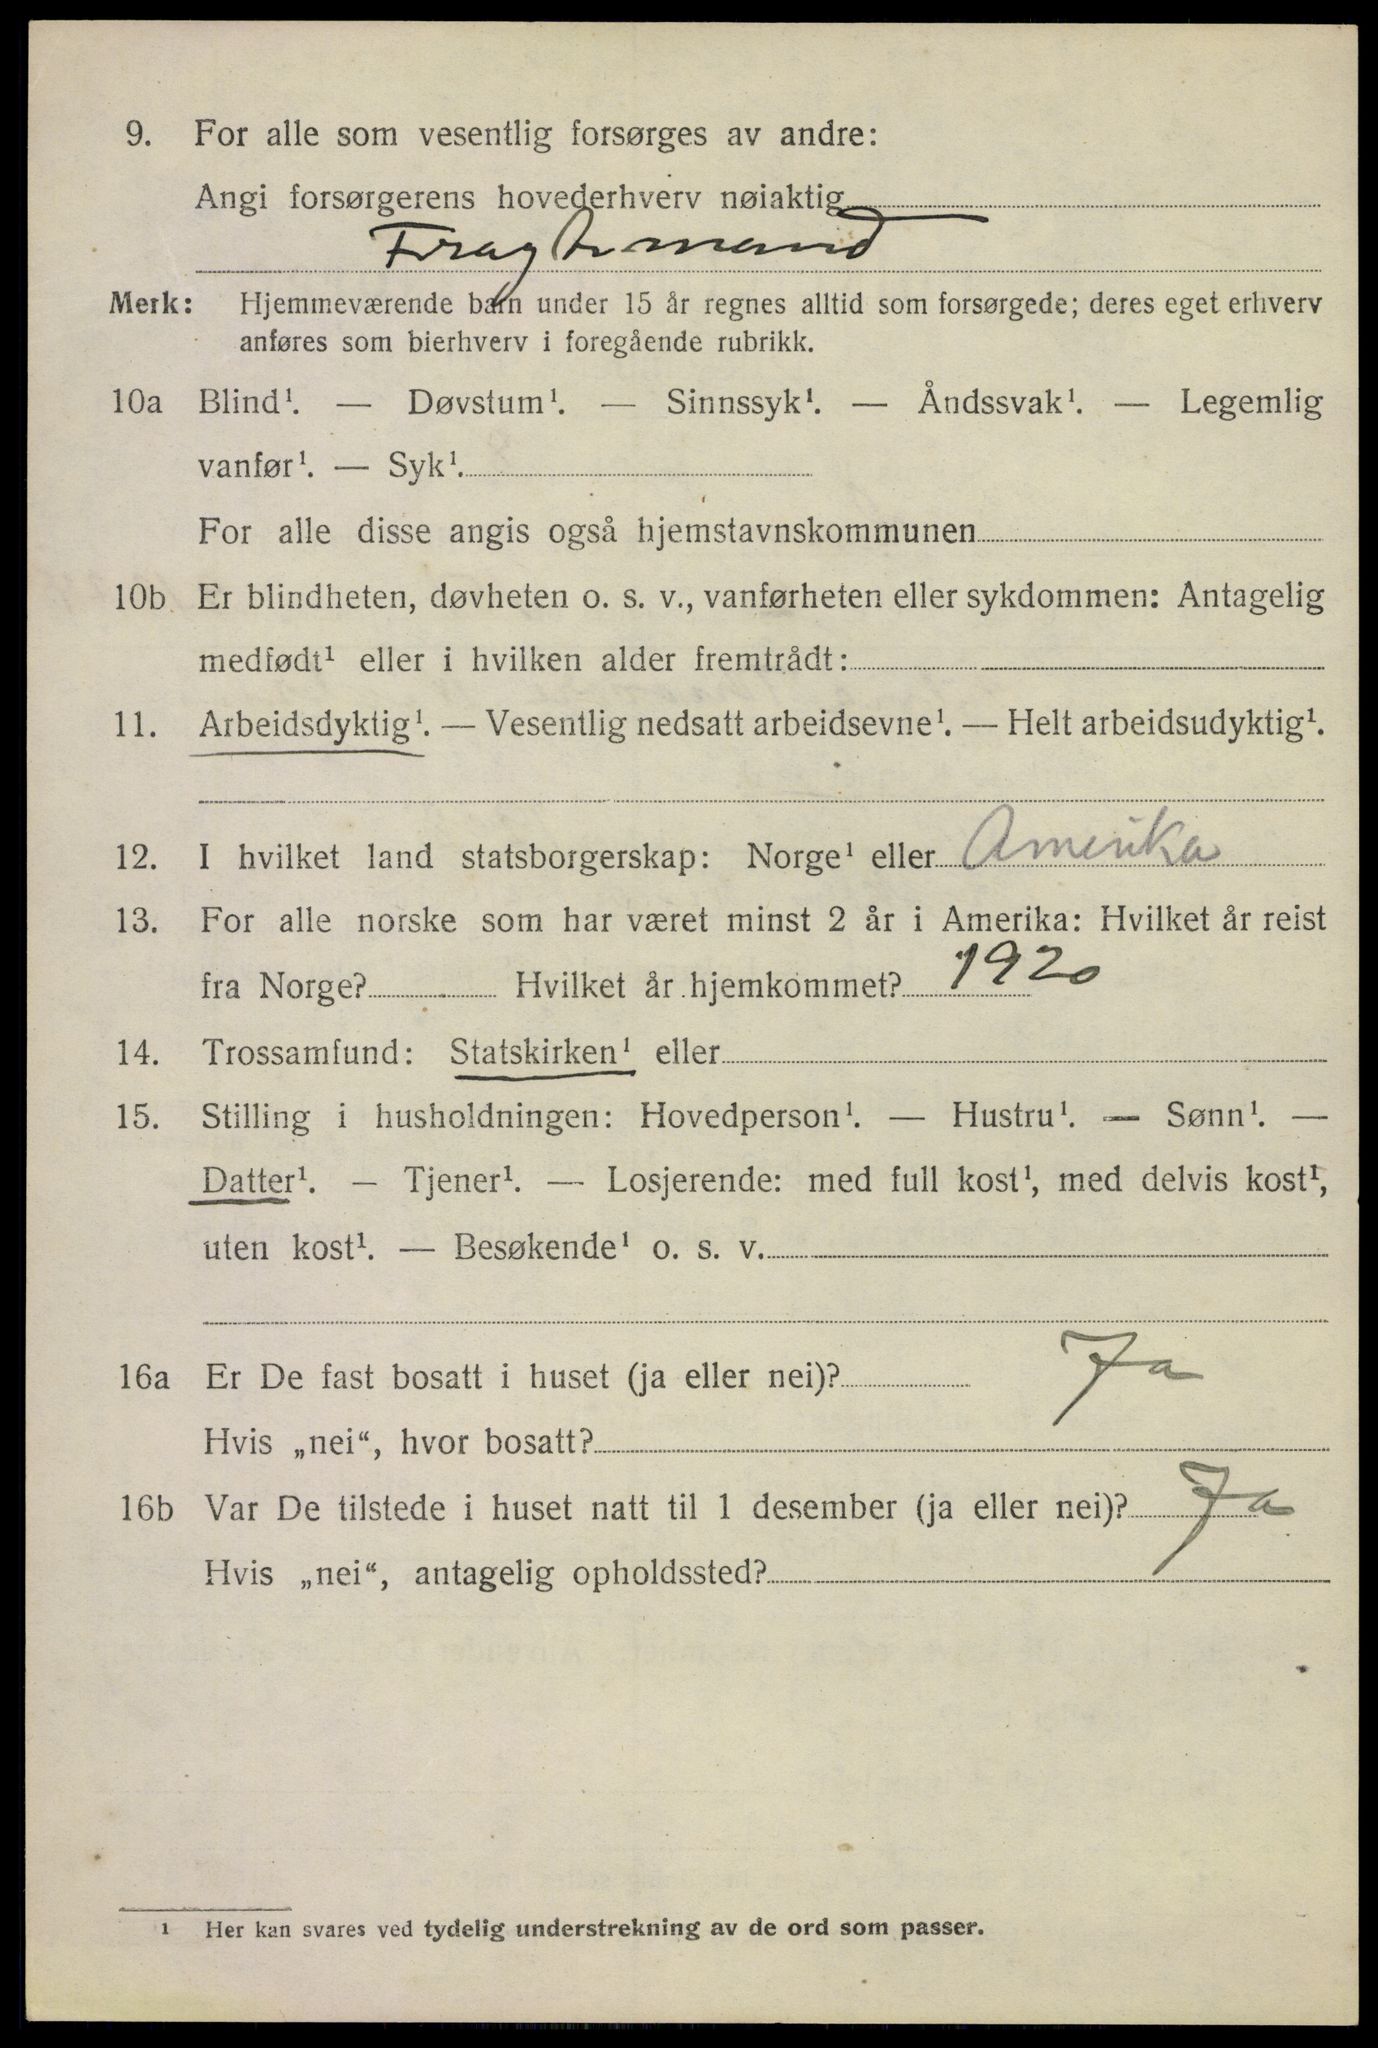 9. For alle som vesentlig forsørges av andre:
Angi forsørgerens hovederhverv nøiaktig
Fragtmand
Merk: Hjemmeværende barn under 15 år regnes alltid som forsørgede; deres eget erhverv
anføres som bierhverv i foregående rubrikk.
10a Blind¹. — Døvstum¹. — Sinnssyk¹. — Åndssvak¹. — Legemlig
vanfør¹. — Syk¹.
For alle disse angis også hjemstavnskommunen
10b Er blindheten, døvheten o. s. v., vanførheten eller sykdommen: Antagelig
medfødt¹ eller i hvilken alder fremtrådt:
11. Arbeidsdyktig¹. — Vesentlig nedsatt arbeidsevne¹. — Helt arbeidsudyktig¹.
12. I hvilket land statsborgerskap: Norge¹ eller Amerika
13. For alle norske som har været minst 2 år i Amerika: Hvilket år reist
fra Norge? Hvilket år hjemkommet? 1920
14. Trossamfund: Statskirken¹ eller
15. Stilling i husholdningen: Hovedperson¹. — Hustru¹. — Sønn¹. —
Datter¹. — Tjener¹. — Losjerende: med full kost¹, med delvis kost¹,
uten kost¹. — Besøkende¹ o. s. v.
16a Er De fast bosatt i huset (ja eller nei)? Ja
Hvis „nei“, hvor bosatt?
16b Var De tilstede i huset natt til 1 desember (ja eller nei)? Ja
Hvis „nei“, antagelig opholdssted?
¹ Her kan svares ved tydelig understrekning av de ord som passer.